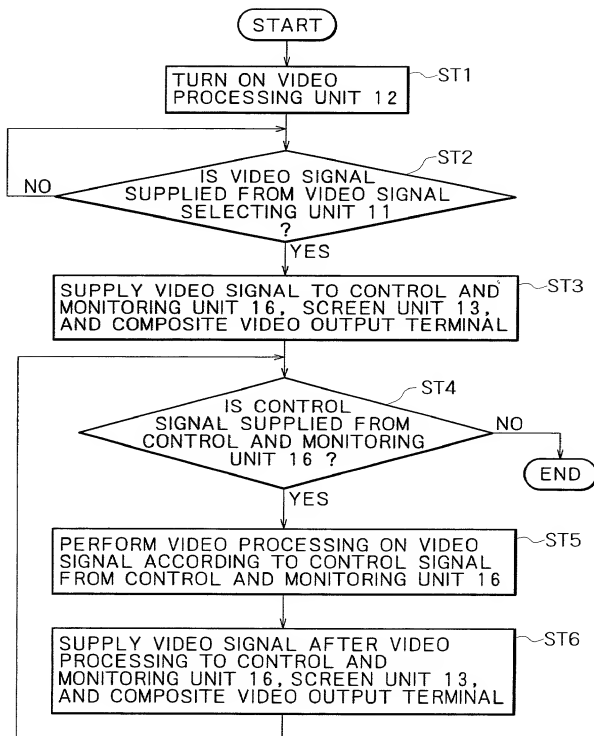 START
TURN ON VIDEO
PROCESSING UNIT 12
ST1
ST2
IS VIDEO SIGNAL
SUPPLIED FROM VIDEO SIGNAL
SELECTING UNIT 11
?
NO
YES
SUPPLY VIDEO SIGNAL TO CONTROL AND
MONITORING UNIT 16, SCREEN UNIT 13,
AND COMPOSITE VIDEO OUTPUT TERMINAL
ST3
ST4
IS CONTROL
SIGNAL SUPPLIED FROM
CONTROL AND MONITORING
UNIT 16 ?
NO
END
YES
PERFORM VIDEO PROCESSING ON VIDEO
SIGNAL ACCORDING TO CONTROL SIGNAL
FROM CONTROL AND MONITORING UNIT 16
ST5
SUPPLY VIDEO SIGNAL AFTER VIDEO
PROCESSING TO CONTROL AND
MONITORING UNIT 16, SCREEN UNIT 13,
AND COMPOSITE VIDEO OUTPUT TERMINAL
ST6